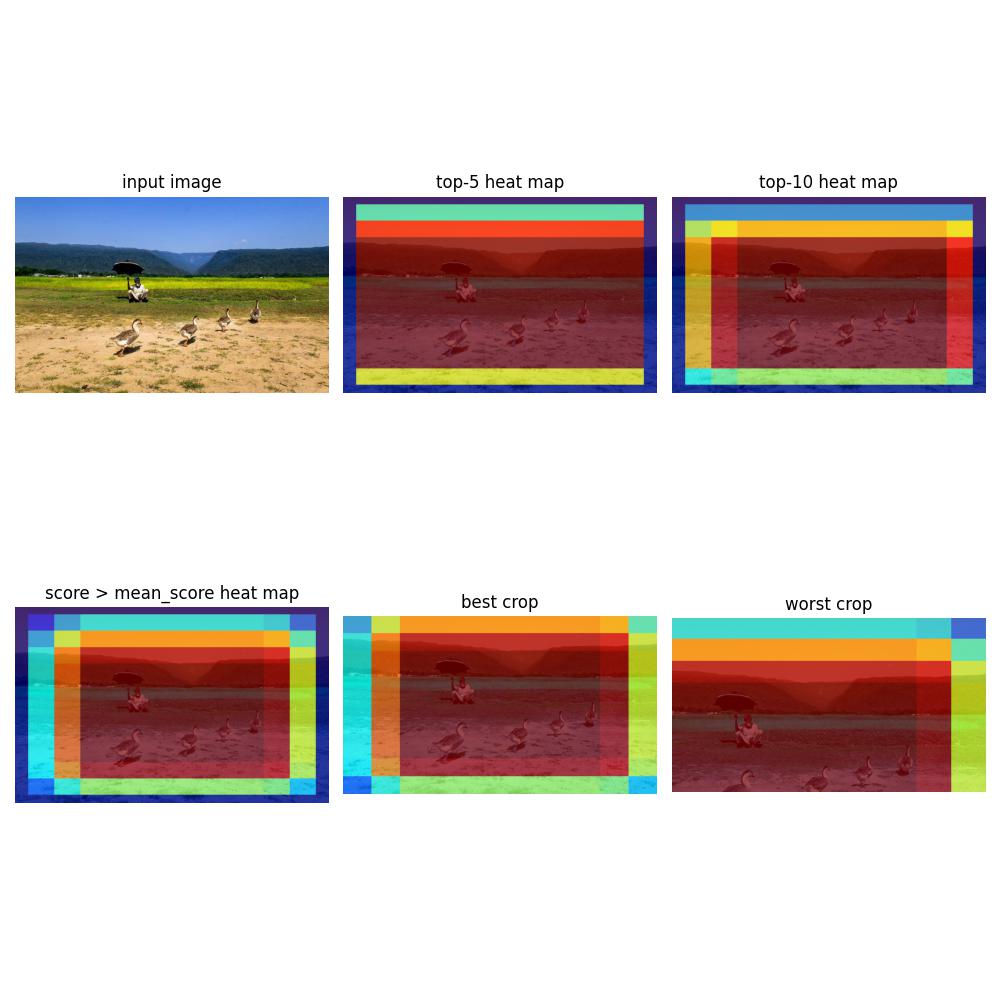 input image
top-5 heat map
top-10 heat map
score > mean_score heat map
best crop
worst crop